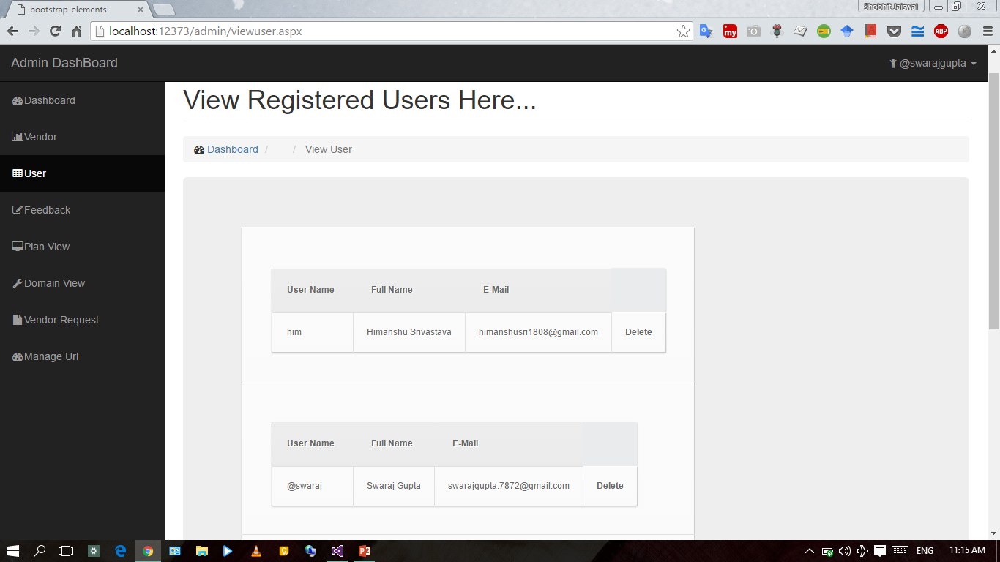 bootstrap-elements
Shobhit Jaiswal
localhost:12373/admin/viewuser.aspx
my
ABP
Admin DashBoard
@swarajgupta
Dashboard
Vendor
User
Feedback
Plan View
Domain View
Vendor Request
Manage Url
View Registered Users Here...
Dashboard / / View User
User Name Full Name E-Mail
him Himanshu Srivastava himanshusri1808@gmail.com Delete
User Name Full Name E-Mail
@swaraj Swaraj Gupta swarajgupta.7872@gmail.com Delete
ENG 11:15 AM